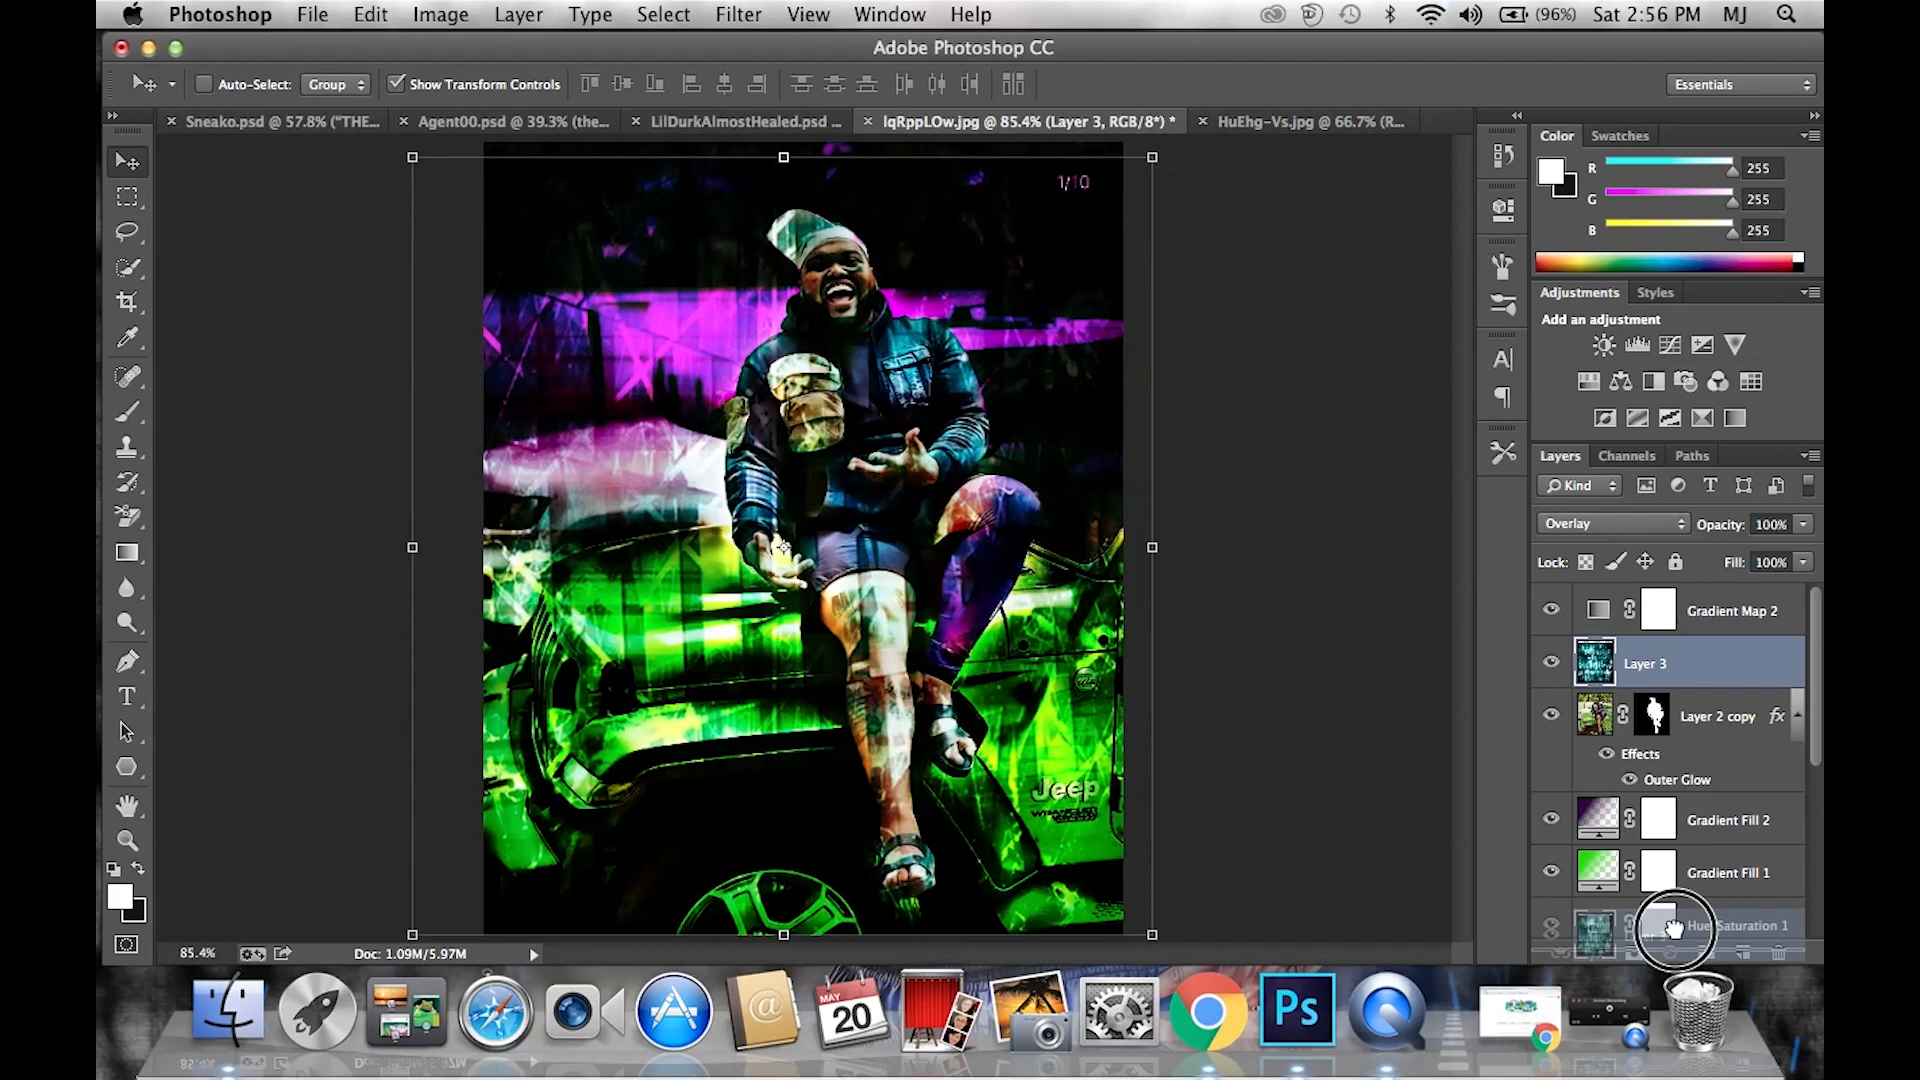 Photoshop File Edit Image Layer Type Select Filter View Window Help (96%) Sat 2:56 PM MJ
Adobe Photoshop CC
Auto-Select: Group Show Transform Controls Essentials
Sneako.psd @ 57.8% ("THE... Agent00.psd @ 39.3% (the... LilDurkAlmostHealed.psd ... lqRppLOw.jpg @ 85.4% (Layer 3, RGB/8*) * HuEhg-Vs.jpg @ 66.7% (R...
Color Swatches
R 255
G 255
B 255
1/10
Adjustments Styles
Add an adjustment
Layers Channels Paths
Kind
Overlay Opacity: 100%
Lock: Fill: 100%
Gradient Map 2
Layer 3
Layer 2 copy fx
Effects
Outer Glow
Gradient Fill 2
Gradient Fill 1
Hue/Saturation 1
Jeep
85.4% Doc: 1.09M/5.97M
MAY
20
Ps